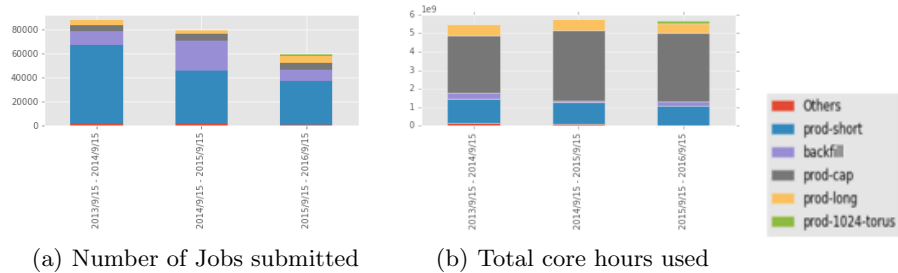 80000
60000
40000
20000
0
2013/9/15 - 2014/9/15
2014/9/15 - 2015/9/15
2015/9/15 - 2016/9/15
(a) Number of Jobs submitted
1e9
6
5
4
3
2
1
0
2013/9/15 - 2014/9/15
2014/9/15 - 2015/9/15
2015/9/15 - 2016/9/15
(b) Total core hours used
Others
prod-short
backfill
prod-cap
prod-long
prod-1024-torus